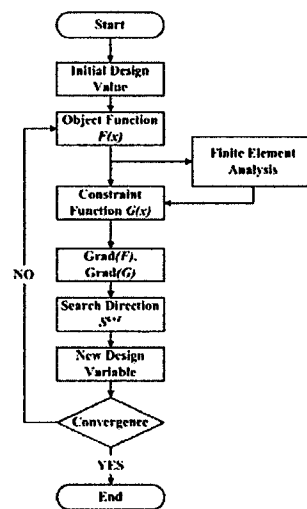 Start
Initial Design
Value
Object Function
F(x)
Finite Element
Analysis
Constraint
Function G(x)
Grad(F),
Grad(G)
NO
Search Direction
New Design
Variable
Convergence
YES
End